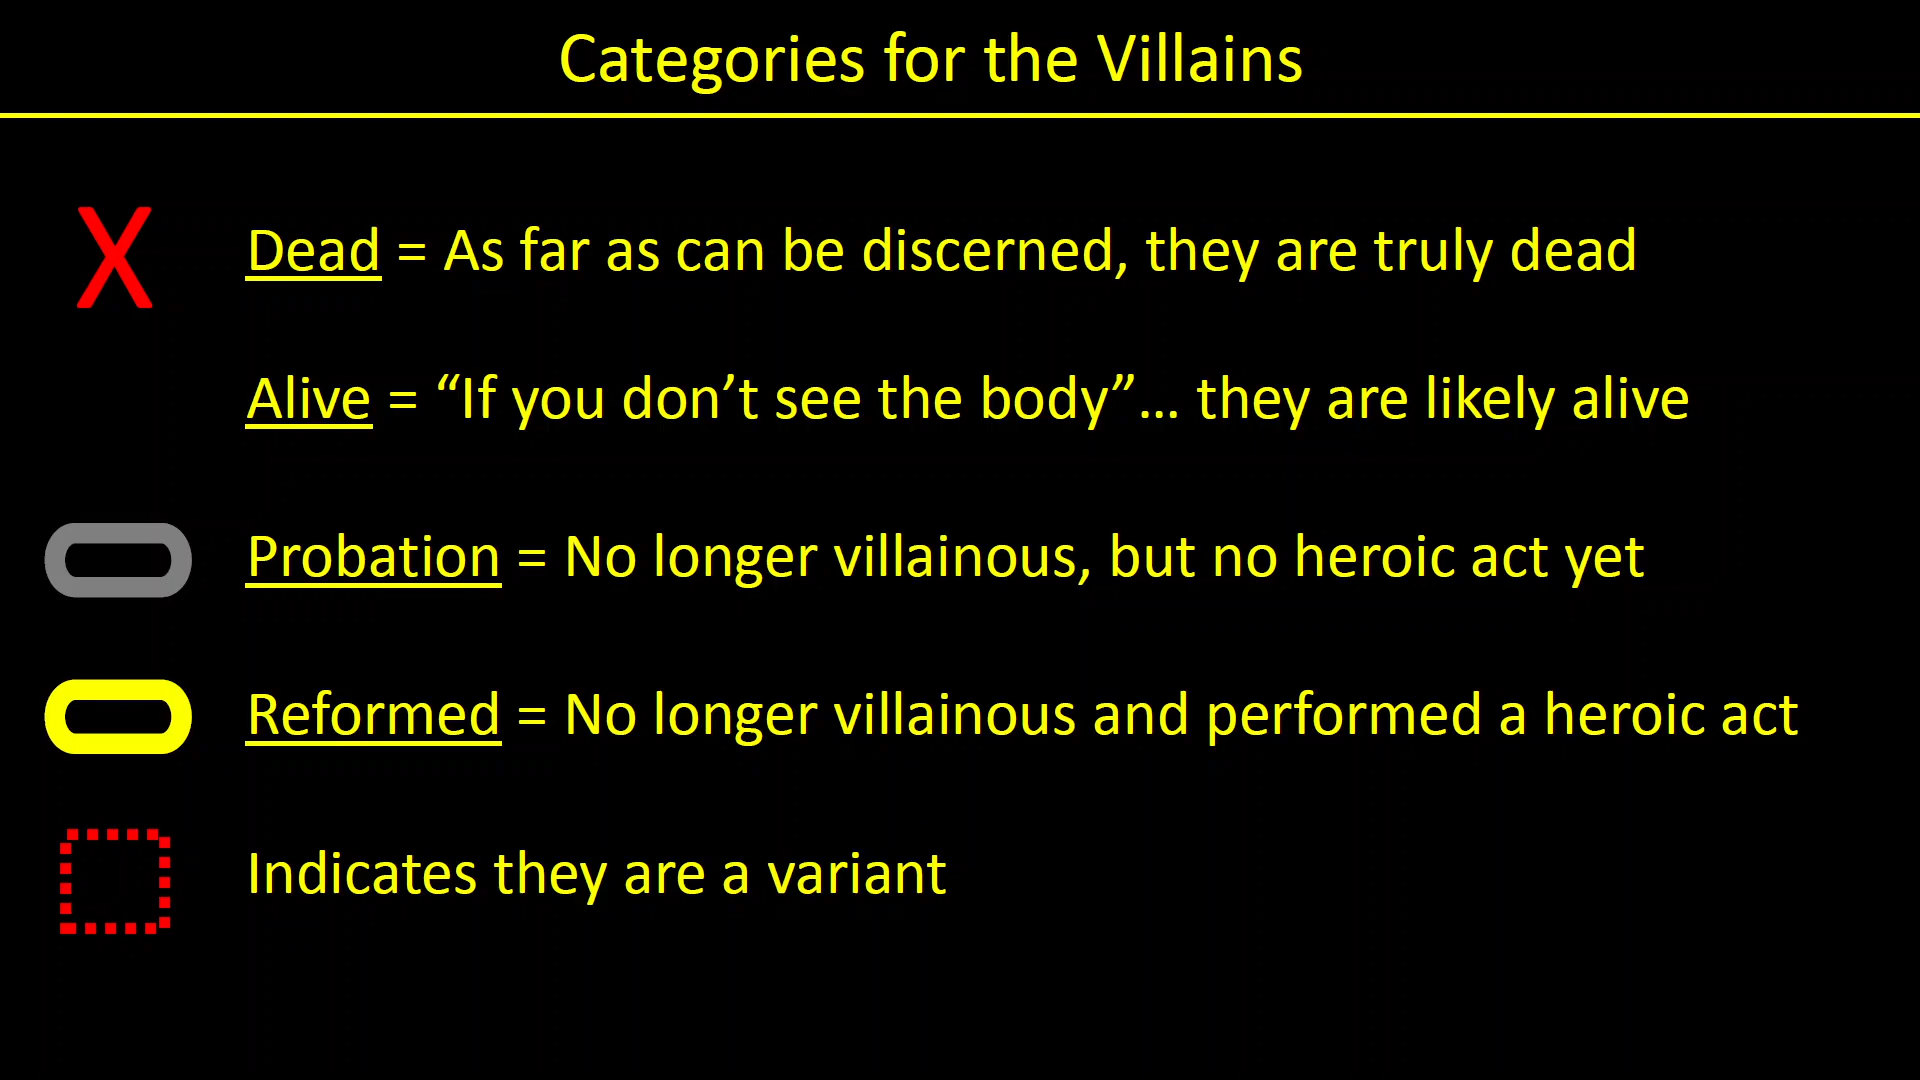 Categories for the Villains
X Dead = As far as can be discerned, they are truly dead
Alive = “If you don’t see the body”... they are likely alive
Probation = No longer villainous, but no heroic act yet
Reformed = No longer villainous and performed a heroic act
Indicates they are a variant